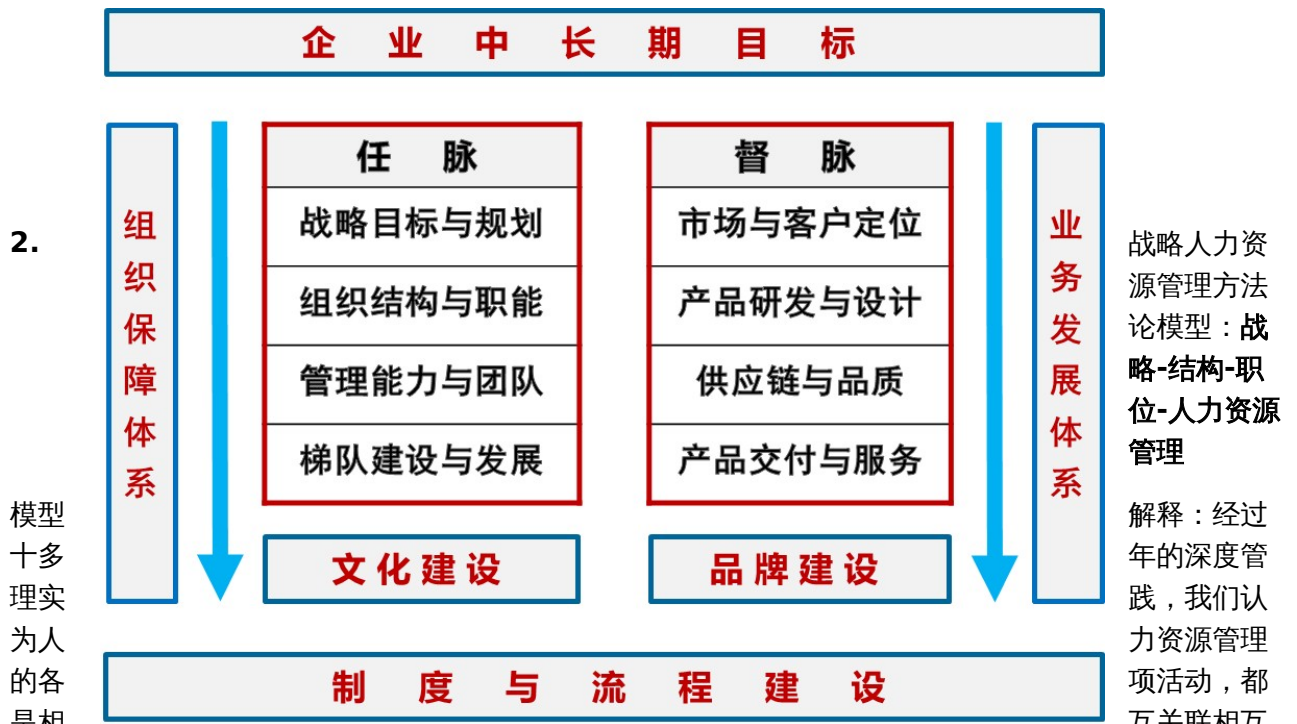 企业中长期目标
组织保障体系
任脉
战略目标与规划
组织结构与职能
管理能力与团队
梯队建设与发展
文化建设
督脉
市场与客户定位
产品研发与设计
供应链与品质
产品交付与服务
品牌建设
业务发展体系
制度与流程建设
2. 战略人力资
源管理方法
论模型：战
略-结构-职
位-人力资源
管理
模型 解释：经过
十多 年的深度管
理实 践，我们认
为人 力资源管理
的各 项活动，都
是相 互关联相互